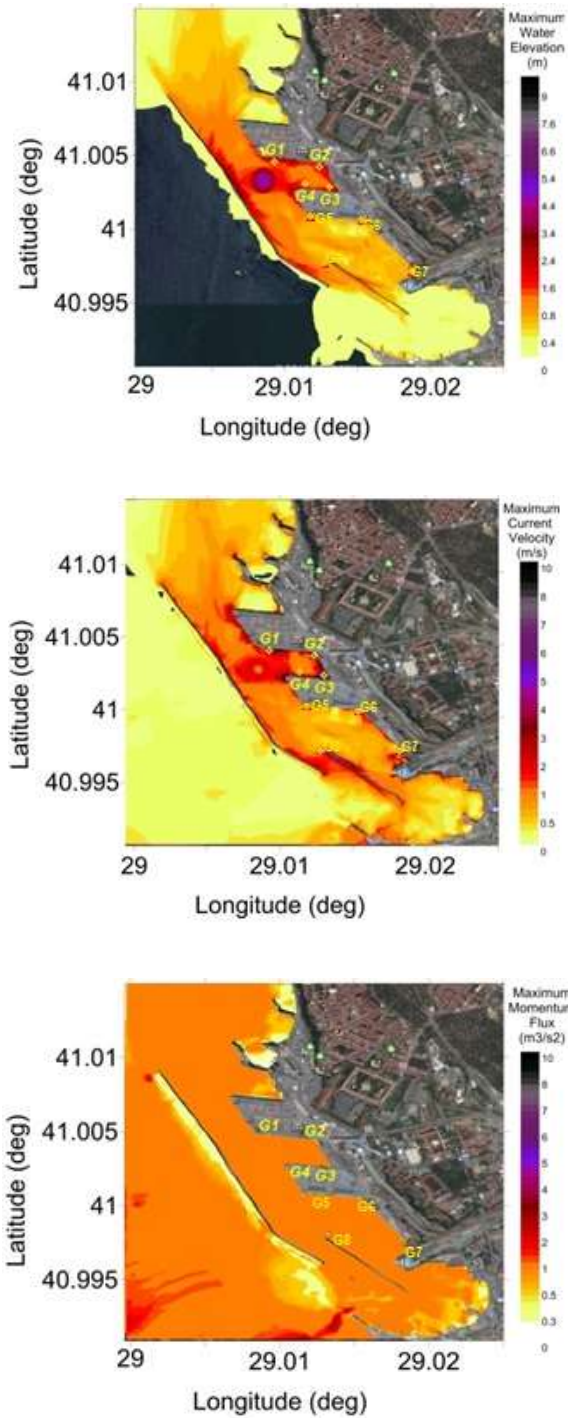 Maximum
Water
Elevation
(m)
9
7.6
6.8
6
5.2
4.4
3.4
2.4
1.6
0.8
0.4
0
41.01
41.005
41
40.995
Latitude (deg)
G1
G2
G4
G3
G5
G7
29
29.01
29.02
Longitude (deg)
Maximum
Current
Velocity
(m/s)
10
8
7
6
5
4
3
2
1
0.5
0
41.01
41.005
41
40.995
Latitude (deg)
G1
G2
G4
G3
G5
G6
G7
29
29.01
29.02
Longitude (deg)
Maximum
Momentum
Flux
(m3/s2)
10
8
7
6
5
4
3
2
1
0.5
0.3
0
41.01
41.005
41
40.995
Latitude (deg)
G1
G2
G4
G3
G5
G6
G8
G7
29
29.01
29.02
Longitude (deg)